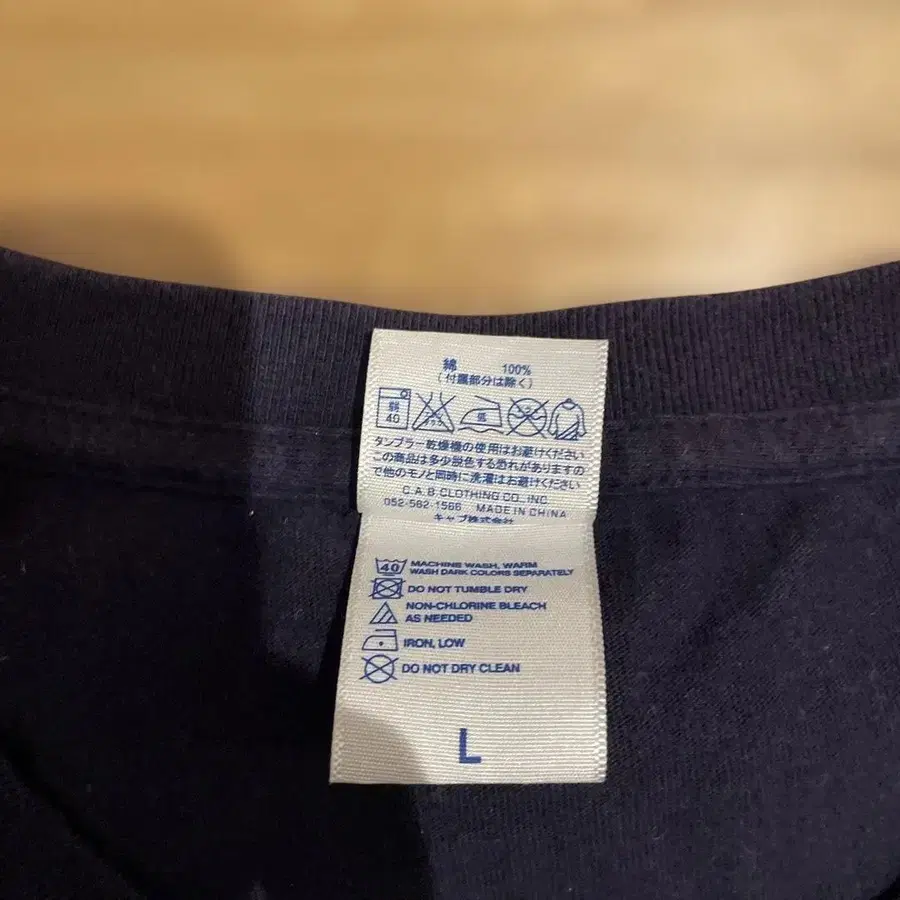 綿 100%
(付属部分は除く)
弱
40
タンブラー乾燥機の使用はお避けください
この商品は多少脱色する恐れがありますの
で他のモノと同時に洗濯はお避けください
C.A.B.CLOTHING CO., INC.
052-562-1566 MADE IN CHINA
キャブ株式会社
40 MACHINE WASH, WARM
WASH DARK COLORS SEPARATELY
DO NOT TUMBLE DRY
NON-CHLORINE BLEACH
AS NEEDED
IRON, LOW
DO NOT DRY CLEAN
L